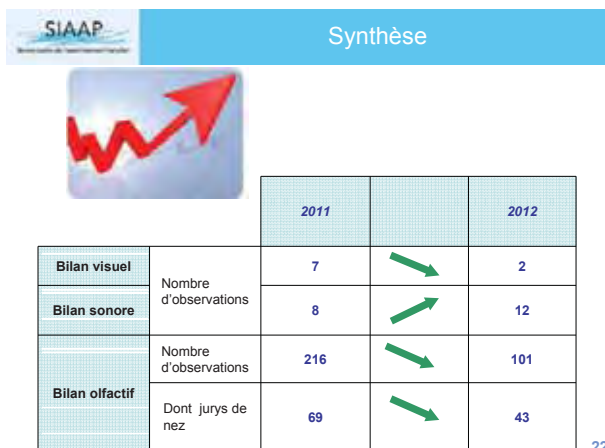 SIAAP
Synthèse
2011
2012
Bilan visuel
Nombre
d'observations
7
2
Bilan sonore
8
12
Bilan olfactif
Nombre
d'observations
216
101
Dont jurys de
nez
69
43
22